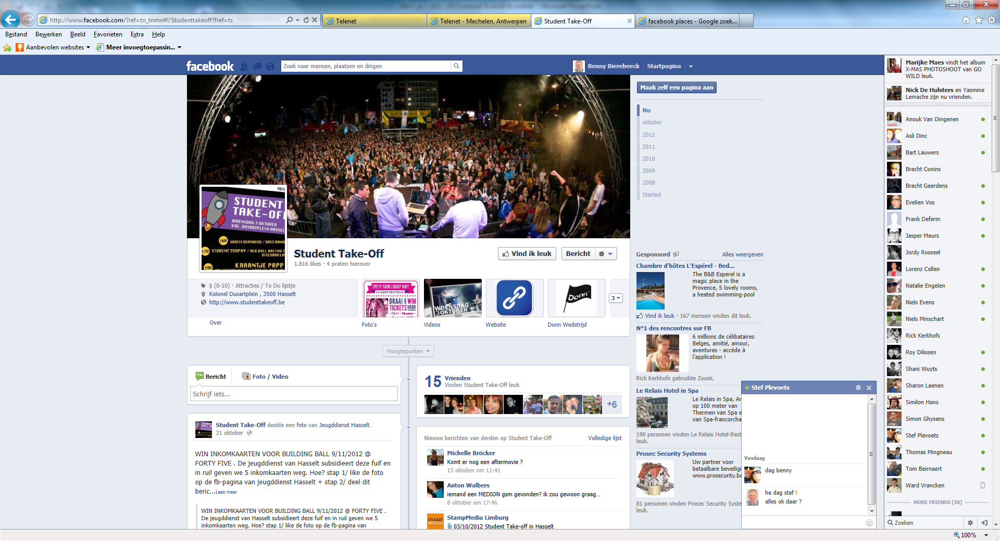 http://www.facebook.com/?ref=tn_tnmn#!/Studenttakeoff?fref=ts
Telenet
Telenet - Mechelen, Antwerpen
Student Take-Off
facebook places - Google zoek...
Bestand Bewerken Beeld Favorieten Extra Help
Aanbevolen websites
Meer invoegtoepassin...
facebook
Zoek naar mensen, plaatsen en dingen
Benny Bierebeeck
Startpagina
STUDENT
TAKE-OFF
WOENSDAG 3 OKTOBER
KOL. DUSARTPLEIN HASSEL
16U GRATIS DEATHRIDE / BASS BANG
17U STUDENT TROPHY / RED BULL RACING
DISCOBAR
19U KRAANTJE PAPP
Student Take-Off
1.816 likes · 4 praten hierover
Vind ik leuk
Bericht
$ (0-10) · Attracties / To Do lijstje
Kolonel Dusartplein , 3500 Hasselt
http://www.studenttakeoff.be
Over
THIS IS YOUR LUCKY DAY!
DRAAI &
WIN
TICKETS
VOOR
FILM · Theater
Foto's
WOENSDAG
3 OKTOBER
Videos
Website
Donn
Donn Wedstrijd
3
Hoogtepunten
Bericht
Foto / Video
Schrijf iets...
Student Take-Off deelde een foto van Jeugddienst Hasselt.
31 oktober
WIN INKOMKAARTEN VOOR BUILDING BALL 9/11/2012 @
FORTY FIVE . De jeugddienst van Hasselt subsidieert deze fuif en
in ruil geven we 5 inkomkaarten weg. Hoe? stap 1/ like de foto
op de fb-pagina van jeugddienst Hasselt + stap 2/ deel dit
beric...Lees meer
WIN INKOMKAARTEN VOOR BUILDING BALL 9/11/2012 @ FORTY FIVE .
De jeugddienst van Hasselt subsidieert deze fuif en in ruil geven we 5
inkomkaarten weg. Hoe? stap 1/ like de foto op de fb-pagina van
15 Vrienden
Vinden Student Take-Off leuk
+6
Nieuwe berichten van derden op Student Take-Off
Volledige lijst
Michelle Bröcker
Komt er nog een aftermovie ?
13 oktober om 11:41
Anton Walbers
iemand een MEDION gsm gevonden? ik zou gewoon graag...
8 oktober om 17:46
STAMP
MEDIA
StampMedia Limburg
03/10/2012 Student Take-off in Hasselt
Maak zelf een pagina aan
Nu
oktober
2012
2011
2010
2009
2008
Started
Gesponsord
Alles weergeven
Chambre d'hôtes L'Espérel - Bed...
The B&B Esperel is a
magic place in the
Provence, 5 lovely rooms,
a heated swimming-pool
Vind ik leuk · 167 mensen vinden dit leuk.
N°1 des rencontres sur FB
6 millions de célibataires
Belges, amitié, amour,
aventures - accède à
l'application !
Rick Kerkhofs gebruikte Zoosk.
Le Relais Hotel in Spa
Le Relais in Spa, Ar
op 100 meter van
Thermen van Spa e
van Spa-francorcha
190 personen vinden Le Relais Hotel-Rest
leuk.
Prosec Security Systems
Uw partner voor
betaalbare beveiligi
www.prosecurity.be
81 personen vinden Prosec Security Syste
leuk.
Stef Plevoets
Vandaag
dag benny
he dag stef !
alles ok daar ?
Marijke Maes vindt het album
X-MAS PHOTOSHOOT van GO
WILD leuk.
Nick De Hulsters en Yasmine
Lemache zijn nu vrienden.
Anouk Van Dingenen
Asli Dinc
Bart Lauwers
Brecht Coninx
Brecht Geerdens
Evelien Vos
Frank Deferm
Jasper Meurs
Jordy Rosseel
Lorenz Collen
Natalie Engelen
Niels Evens
Niels Minschart
Rick Kerkhofs
Roy Dilissen
Shani Wuyts
Sharon Laenen
Similon Hans
Simon Ghysens
Stef Plevoets
Thomas Mingneau
Tom Beirnaert
Ward Vrancken
MORE FRIENDS (28)
Zoeken
100%